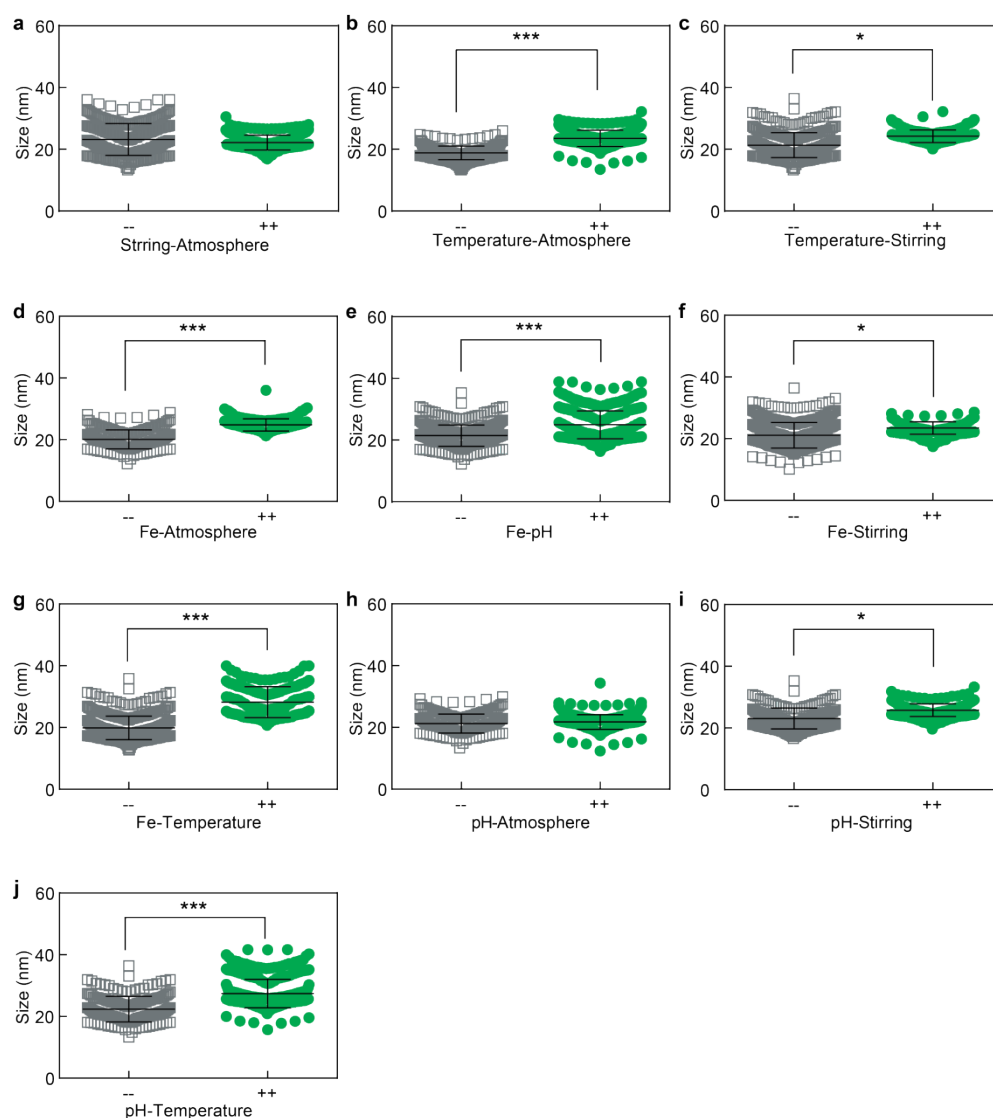 a
60
40
20
0
Size (nm)
--
++
Strring-Atmosphere
b
60
40
20
0
Size (nm)
***
--
++
Temperature-Atmosphere
c
60
40
20
0
Size (nm)
*
--
++
Temperature-Stirring
d
60
40
20
0
Size (nm)
***
--
++
Fe-Atmosphere
e
60
40
20
0
Size (nm)
***
--
++
Fe-pH
f
60
40
20
0
Size (nm)
*
--
++
Fe-Stirring
g
60
40
20
0
Size (nm)
***
--
++
Fe-Temperature
h
60
40
20
0
Size (nm)
--
++
pH-Atmosphere
i
60
40
20
0
Size (nm)
*
--
++
pH-Stirring
j
60
40
20
0
Size (nm)
***
--
++
pH-Temperature